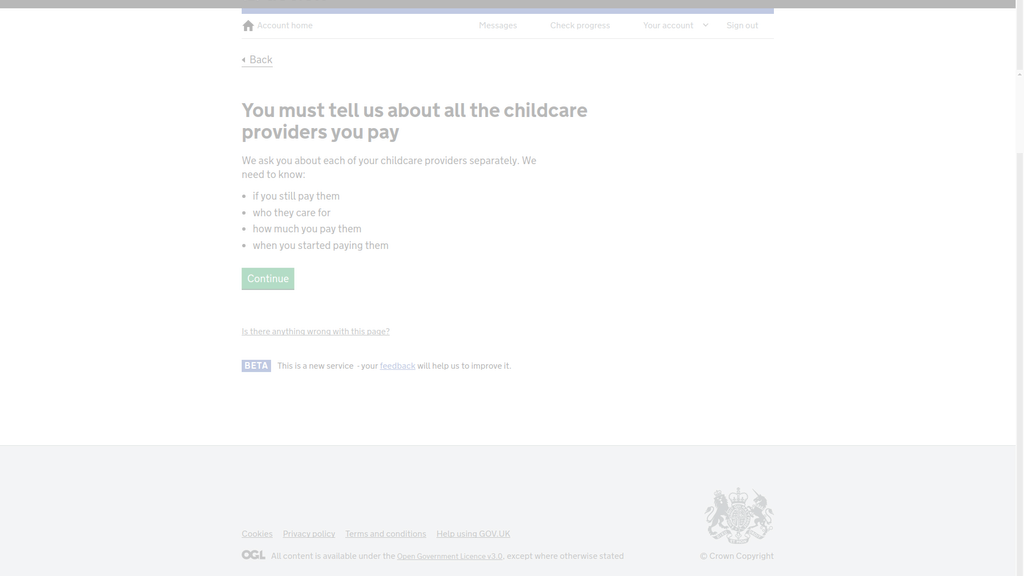 Account home Messages Check progress Your account Sign out
Back
You must tell us about all the childcare
providers you pay
We ask you about each of your childcare providers separately. We
need to know:
• if you still pay them
• who they care for
• how much you pay them
• when you started paying them
Continue
Is there anything wrong with this page?
BETA This is a new service - your feedback will help us to improve it.
Cookies Privacy policy Terms and conditions Help using GOV.UK
OGL All content is available under the Open Government Licence v3.0, except where otherwise stated
© Crown Copyright